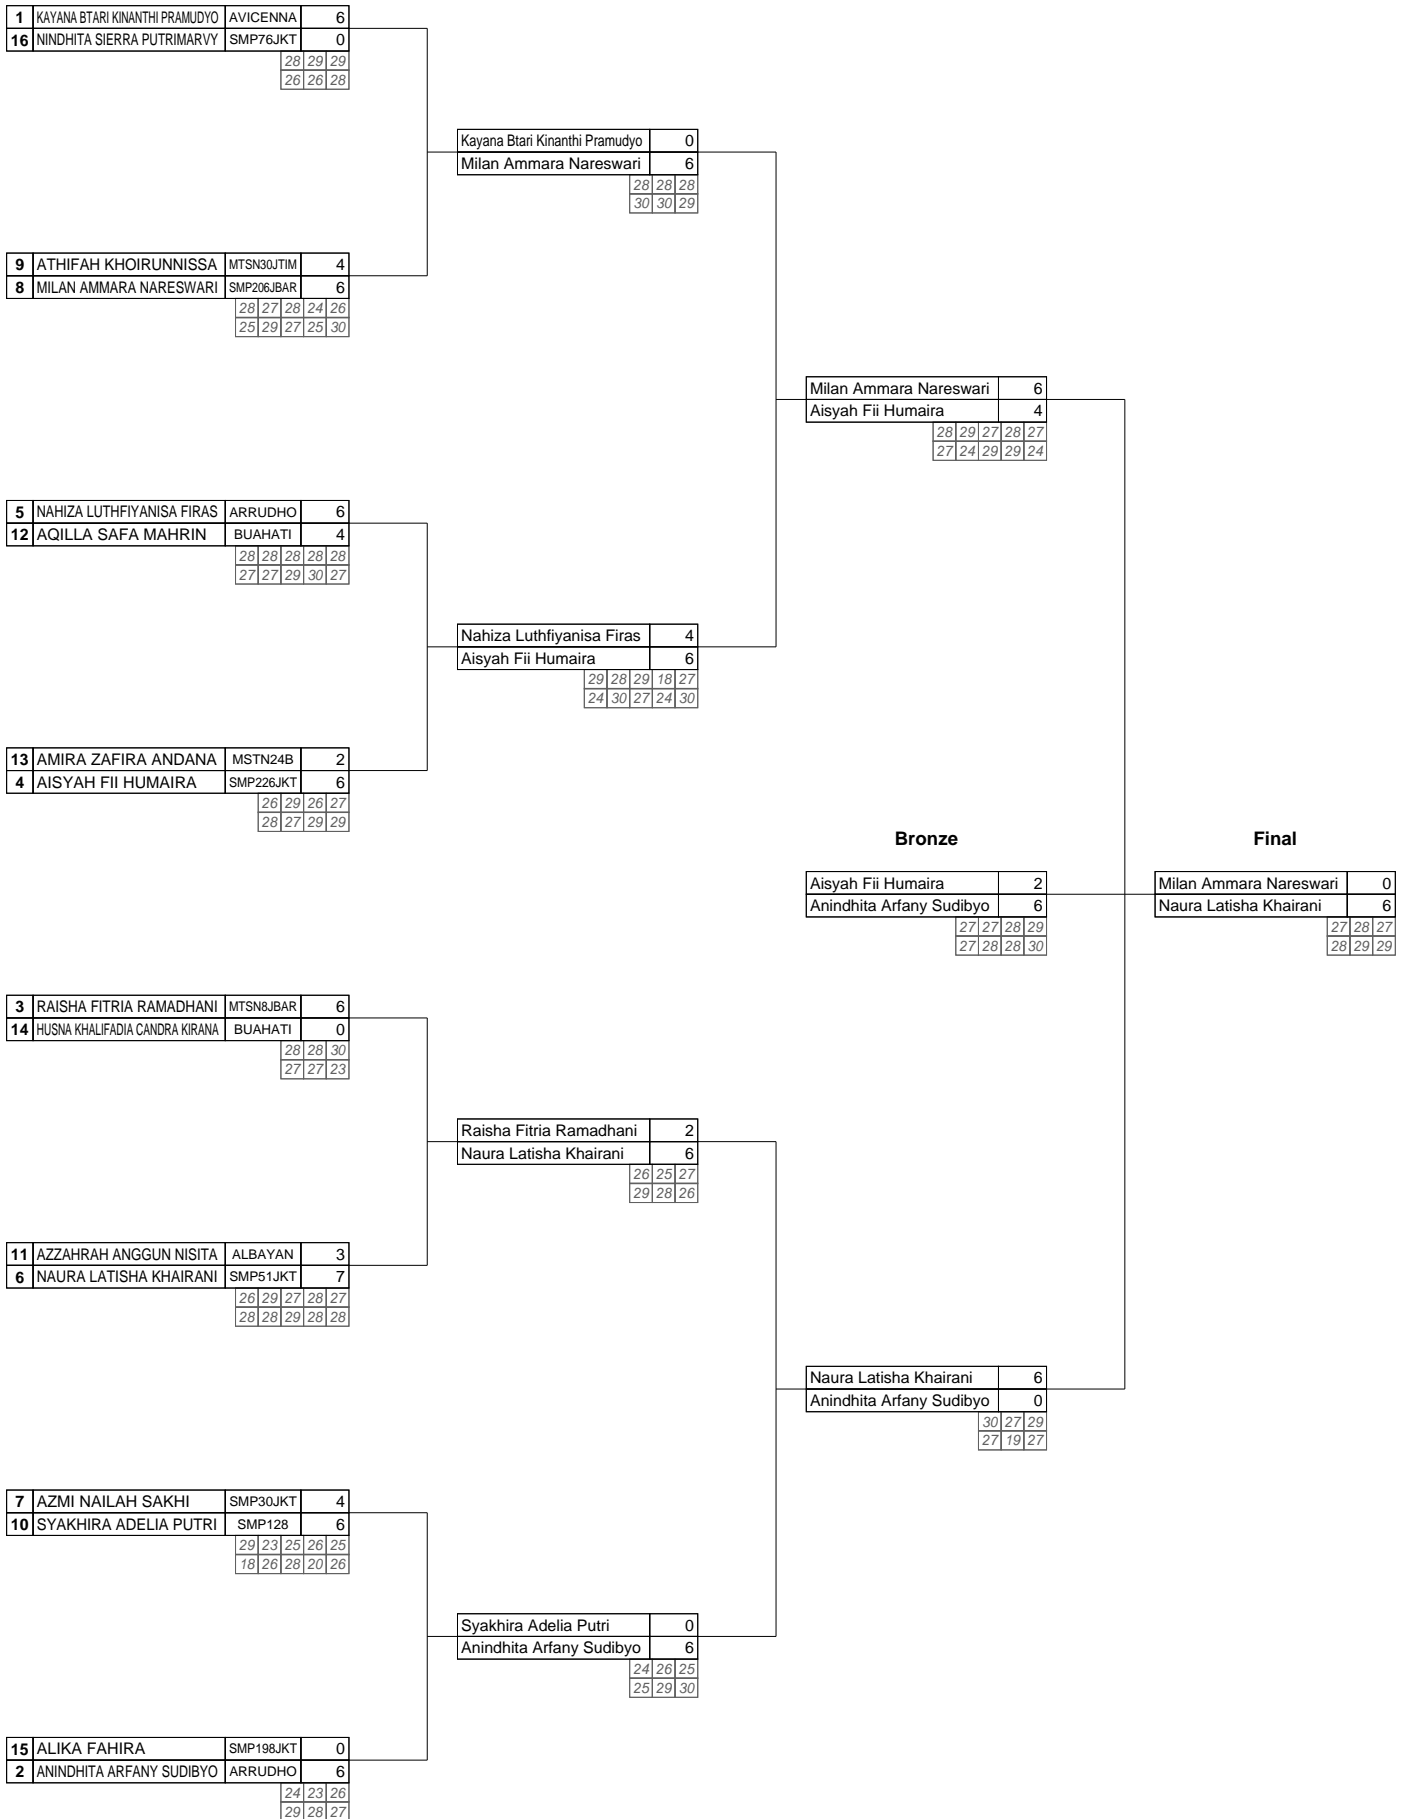 1 KAYANA BTARI KINANTHI PRAMUDYO AVICENNA 6
16 NINDHITA SIERRA PUTRIMARVY SMP76JKT 0
28 29 29
26 26 28
Kayana Btari Kinanthi Pramudyo 0
Milan Ammara Nareswari 6
28 28 28
30 30 29
9 ATHIFAH KHOIRUNNISSA MTSN30JTIM 4
8 MILAN AMMARA NARESWARI SMP206JBAR 6
28 27 28 24 26
25 29 27 25 30
Milan Ammara Nareswari 6
Aisyah Fii Humaira 4
28 29 27 28 27
27 24 29 29 24
5 NAHIZA LUTHFIYANISA FIRAS ARRUDHO 6
12 AQILLA SAFA MAHRIN BUAHATI 4
28 28 28 28 28
27 27 29 30 27
Nahiza Luthfiyanisa Firas 4
Aisyah Fii Humaira 6
29 28 29 18 27
24 30 27 24 30
13 AMIRA ZAFIRA ANDANA MSTN24B 2
4 AISYAH FII HUMAIRA SMP226JKT 6
26 29 26 27
28 27 29 29
Bronze Final
Aisyah Fii Humaira 2
Anindhita Arfany Sudibyo 6
27 27 28 29
27 28 28 30
Milan Ammara Nareswari 0
Naura Latisha Khairani 6
27 28 27
28 29 29
3 RAISHA FITRIA RAMADHANI MTSN8JBAR 6
14 HUSNA KHALIFADIA CANDRA KIRANA BUAHATI 0
28 28 30
27 27 23
Raisha Fitria Ramadhani 2
Naura Latisha Khairani 6
26 25 27
29 28 26
11 AZZAHRAH ANGGUN NISITA ALBAYAN 3
6 NAURA LATISHA KHAIRANI SMP51JKT 7
26 29 27 28 27
28 28 29 28 28
Naura Latisha Khairani 6
Anindhita Arfany Sudibyo 0
30 27 29
27 19 27
7 AZMI NAILAH SAKHI SMP30JKT 4
10 SYAKHIRA ADELIA PUTRI SMP128 6
29 23 25 26 25
18 26 28 20 26
Syakhira Adelia Putri 0
Anindhita Arfany Sudibyo 6
24 26 25
25 29 30
15 ALIKA FAHIRA SMP198JKT 0
2 ANINDHITA ARFANY SUDIBYO ARRUDHO 6
24 23 26
29 28 27